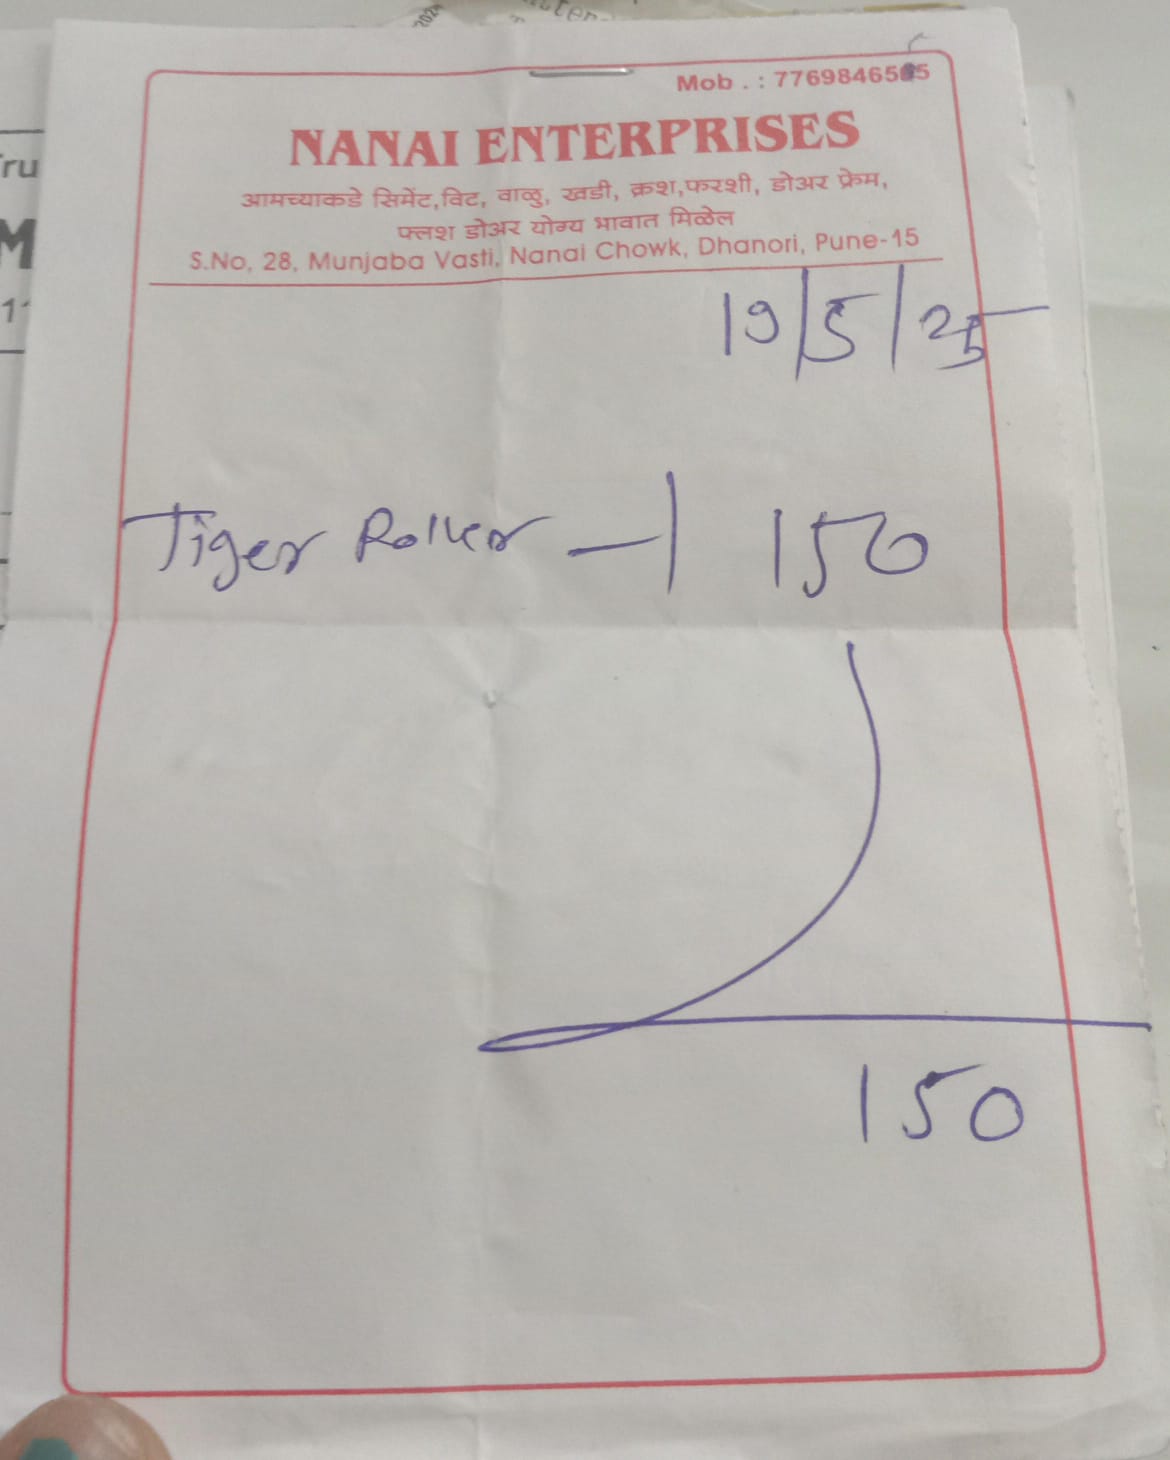 Mob . : 7769846555
NANAI ENTERPRISES
आमच्याकडे सिमेंट,विट, वाळु, खडी, क्रश,फरशी, डोअर फ्रेम,
फ्लश डोअर योग्य भावात मिळेल
S.No, 28, Munjaba Vasti, Nanai Chowk, Dhanori, Pune-15
19/5/25
Tiger Roller — 1 150
150